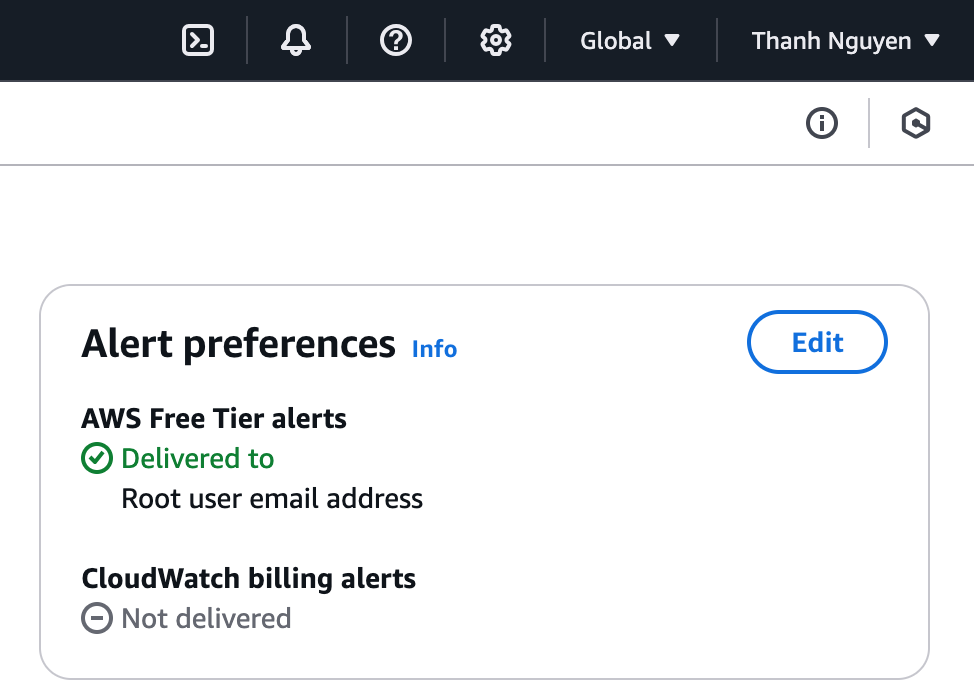 Global Thanh Nguyen
Alert preferences Info Edit
AWS Free Tier alerts
Delivered to
Root user email address
CloudWatch billing alerts
Not delivered